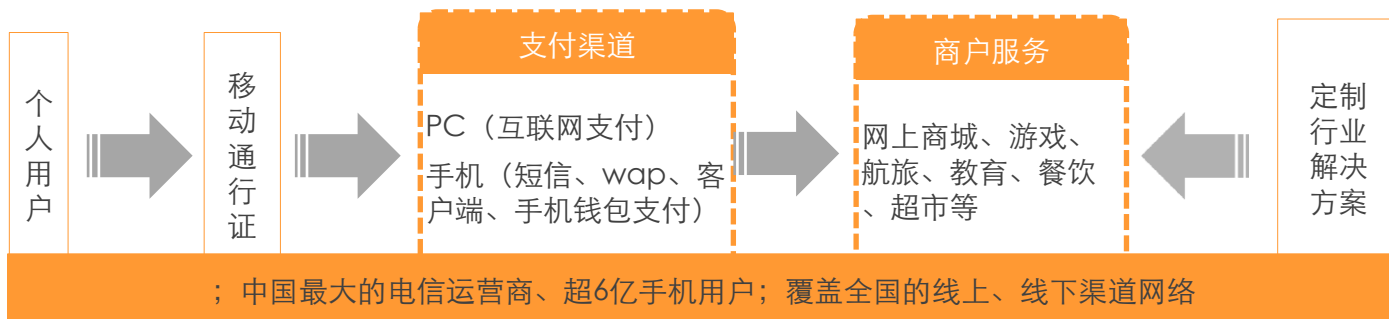 个人用户
移动通行证
支付渠道
PC（互联网支付）
手机（短信、wap、客
户端、手机钱包支付）
商户服务
网上商城、游戏、
航旅、教育、餐饮
、超市等
定制
行业
解决
方案
；中国最大的电信运营商、超6亿手机用户；覆盖全国的线上、线下渠道网络